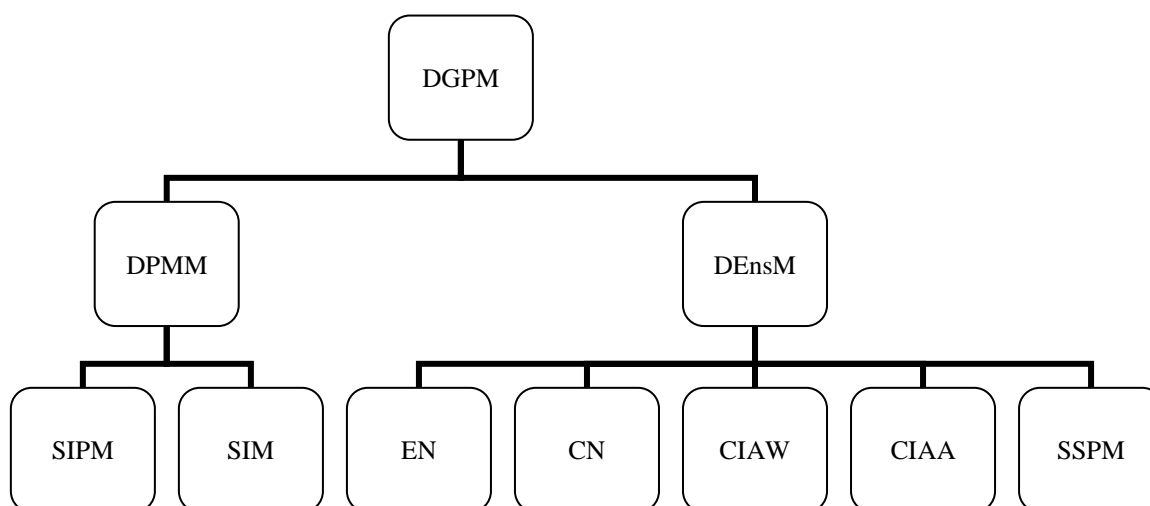 DGPM
DPMM
DEnsM
SIPM
SIM
EN
CN
CIAW
CIAA
SSPM